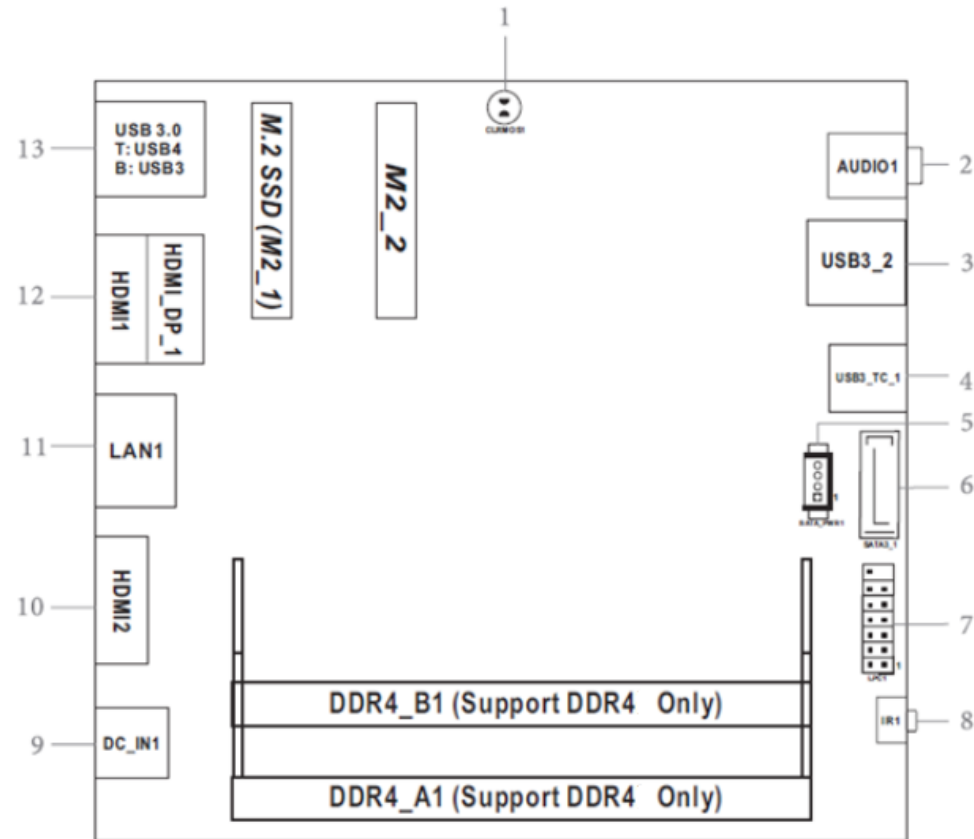 1
USB 3.0
T: USB4
B: USB3
13
M.2 SSD (M2_1)
M2_2
CLRMOS1
AUDIO1
2
USB3_2
3
HDMI1
HDMI_DP_1
12
USB3_TC_1
4
5
LAN1
11
6
1
SATA_PWR1
SATA3_1
HDMI2
10
7
1
LPC1
DDR4_B1 (Support DDR4 Only)
IR1
8
DC_IN1
9
DDR4_A1 (Support DDR4 Only)